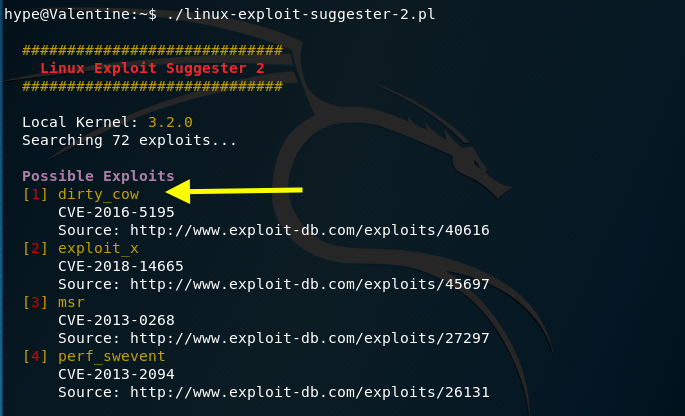 hype@Valentine:~$ ./linux-exploit-suggester-2.pl
#############################
Linux Exploit Suggester 2
#############################
Local Kernel: 3.2.0
Searching 72 exploits...
Possible Exploits
[1] dirty_cow
CVE-2016-5195
Source: http://www.exploit-db.com/exploits/40616
[2] exploit_x
CVE-2018-14665
Source: http://www.exploit-db.com/exploits/45697
[3] msr
CVE-2013-0268
Source: http://www.exploit-db.com/exploits/27297
[4] perf_swevent
CVE-2013-2094
Source: http://www.exploit-db.com/exploits/26131